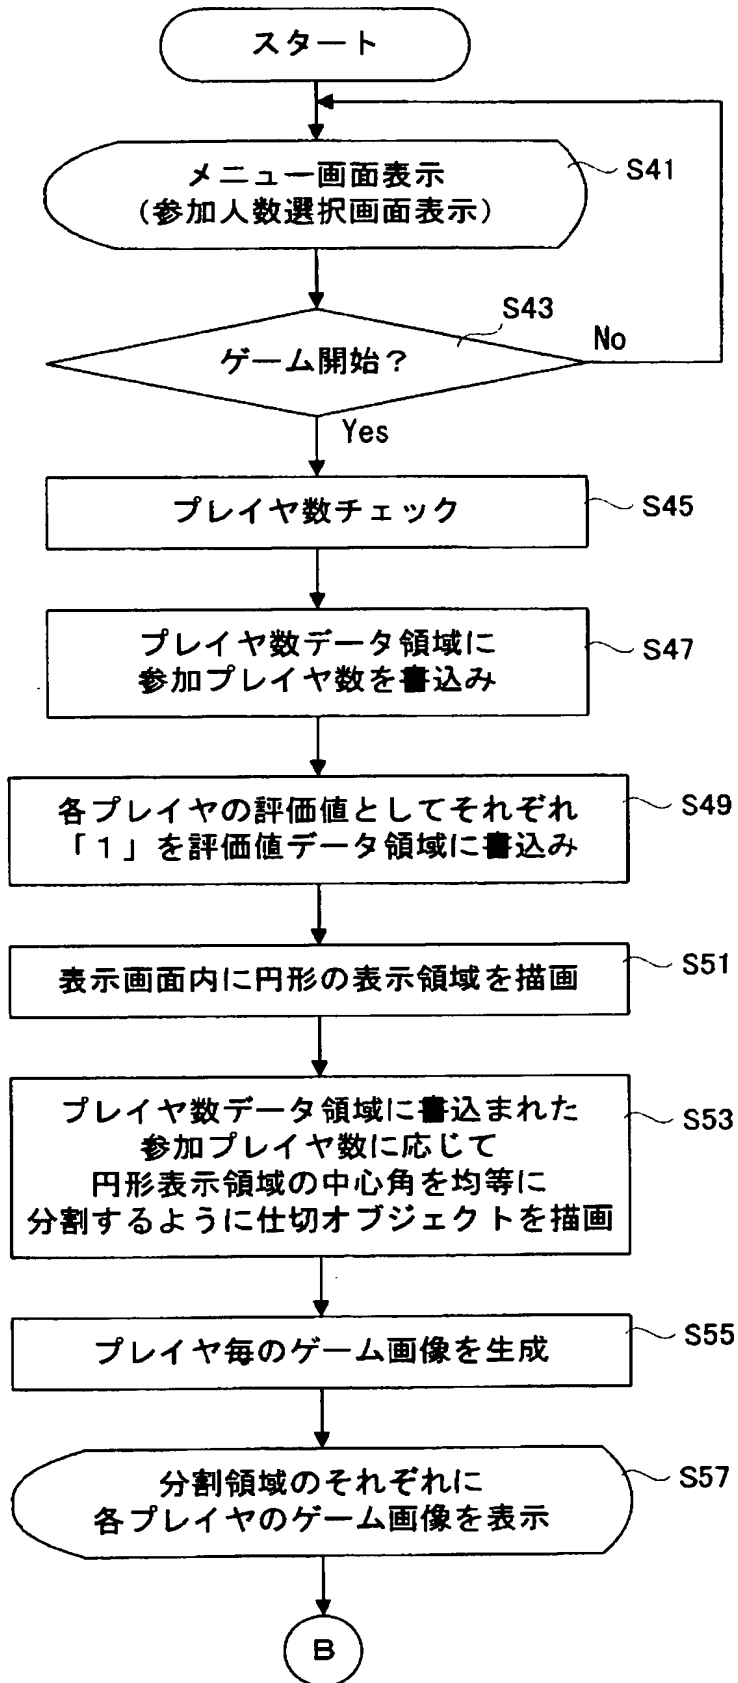 スタート
メニュー画面表示
(参加人数選択画面表示)
S41
ゲーム開始？
S43
No
Yes
プレイヤ数チェック
S45
プレイヤ数データ領域に
参加プレイヤ数を書込み
S47
各プレイヤの評価値としてそれぞれ
「１」を評価値データ領域に書込み
S49
表示画面内に円形の表示領域を描画
S51
プレイヤ数データ領域に書込まれた
参加プレイヤ数に応じて
円形表示領域の中心角を均等に
分割するように仕切オブジェクトを描画
S53
プレイヤ毎のゲーム画像を生成
S55
分割領域のそれぞれに
各プレイヤのゲーム画像を表示
S57
B